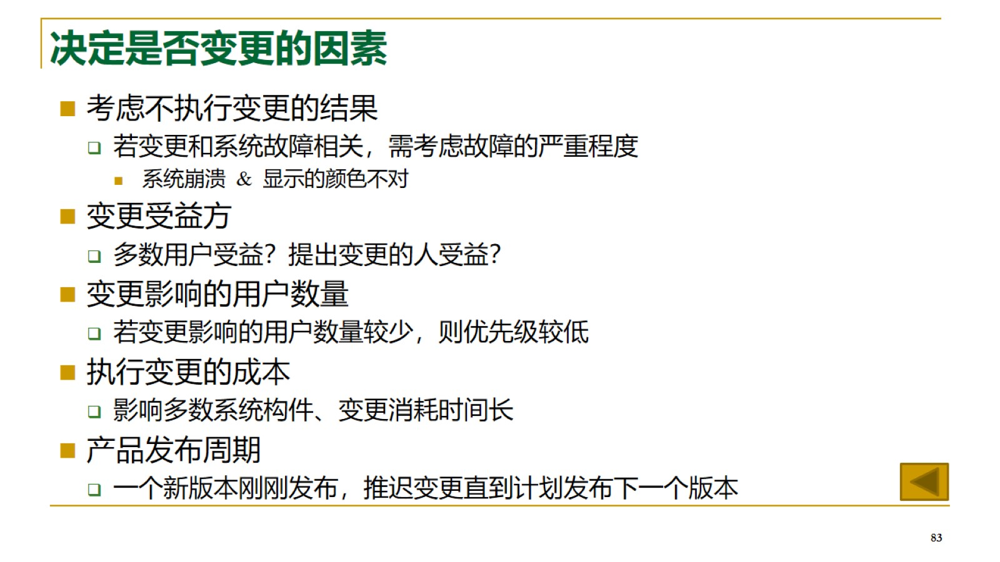 决定是否变更的因素
考虑不执行变更的结果
若变更和系统故障相关，需考虑故障的严重程度
系统崩溃 & 显示的颜色不对
变更受益方
多数用户受益？提出变更的人受益？
变更影响的用户数量
若变更影响的用户数量较少，则优先级较低
执行变更的成本
影响多数系统构件、变更消耗时间长
产品发布周期
一个新版本刚刚发布，推迟变更直到计划发布下一个版本
83